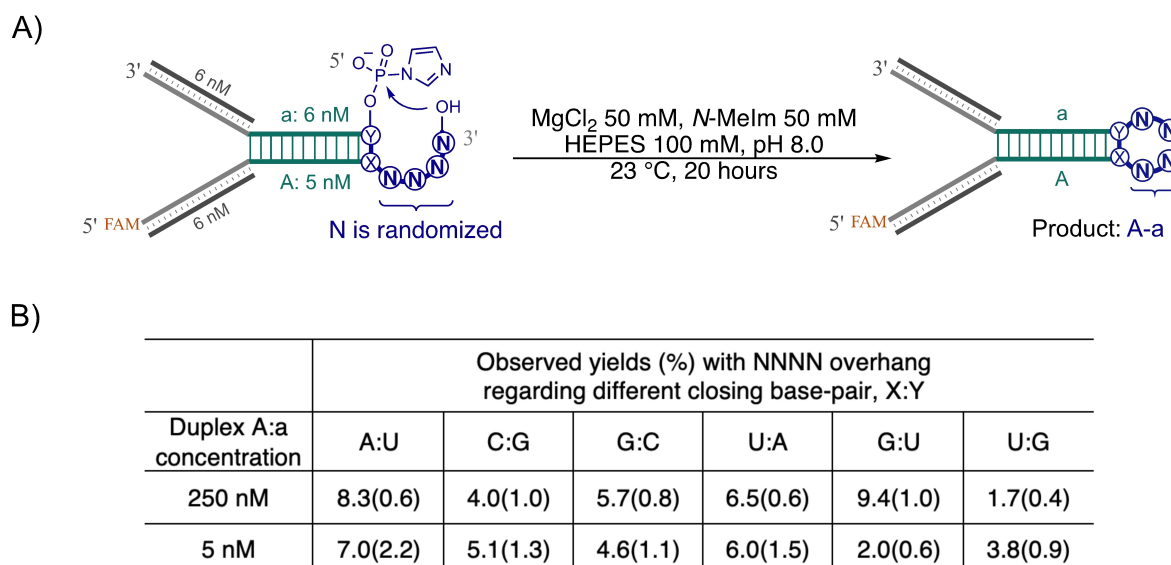 A)
3'
6 nM
5'
O⁻
O
P
N
N
O
OH
a: 6 nM
Y
N
3'
X
N
N
N
A: 5 nM
6 nM
5' FAM
N is randomized
MgCl₂ 50 mM, N-MeIm 50 mM
HEPES 100 mM, pH 8.0
23 °C, 20 hours
3'
a
Y
N
N
X
N
N
A
5' FAM
Product: A-a
B)
Observed yields (%) with NNNN overhang
regarding different closing base-pair, X:Y
Duplex A:a
concentration
A:U C:G G:C U:A G:U U:G
250 nM 8.3(0.6) 4.0(1.0) 5.7(0.8) 6.5(0.6) 9.4(1.0) 1.7(0.4)
5 nM 7.0(2.2) 5.1(1.3) 4.6(1.1) 6.0(1.5) 2.0(0.6) 3.8(0.9)